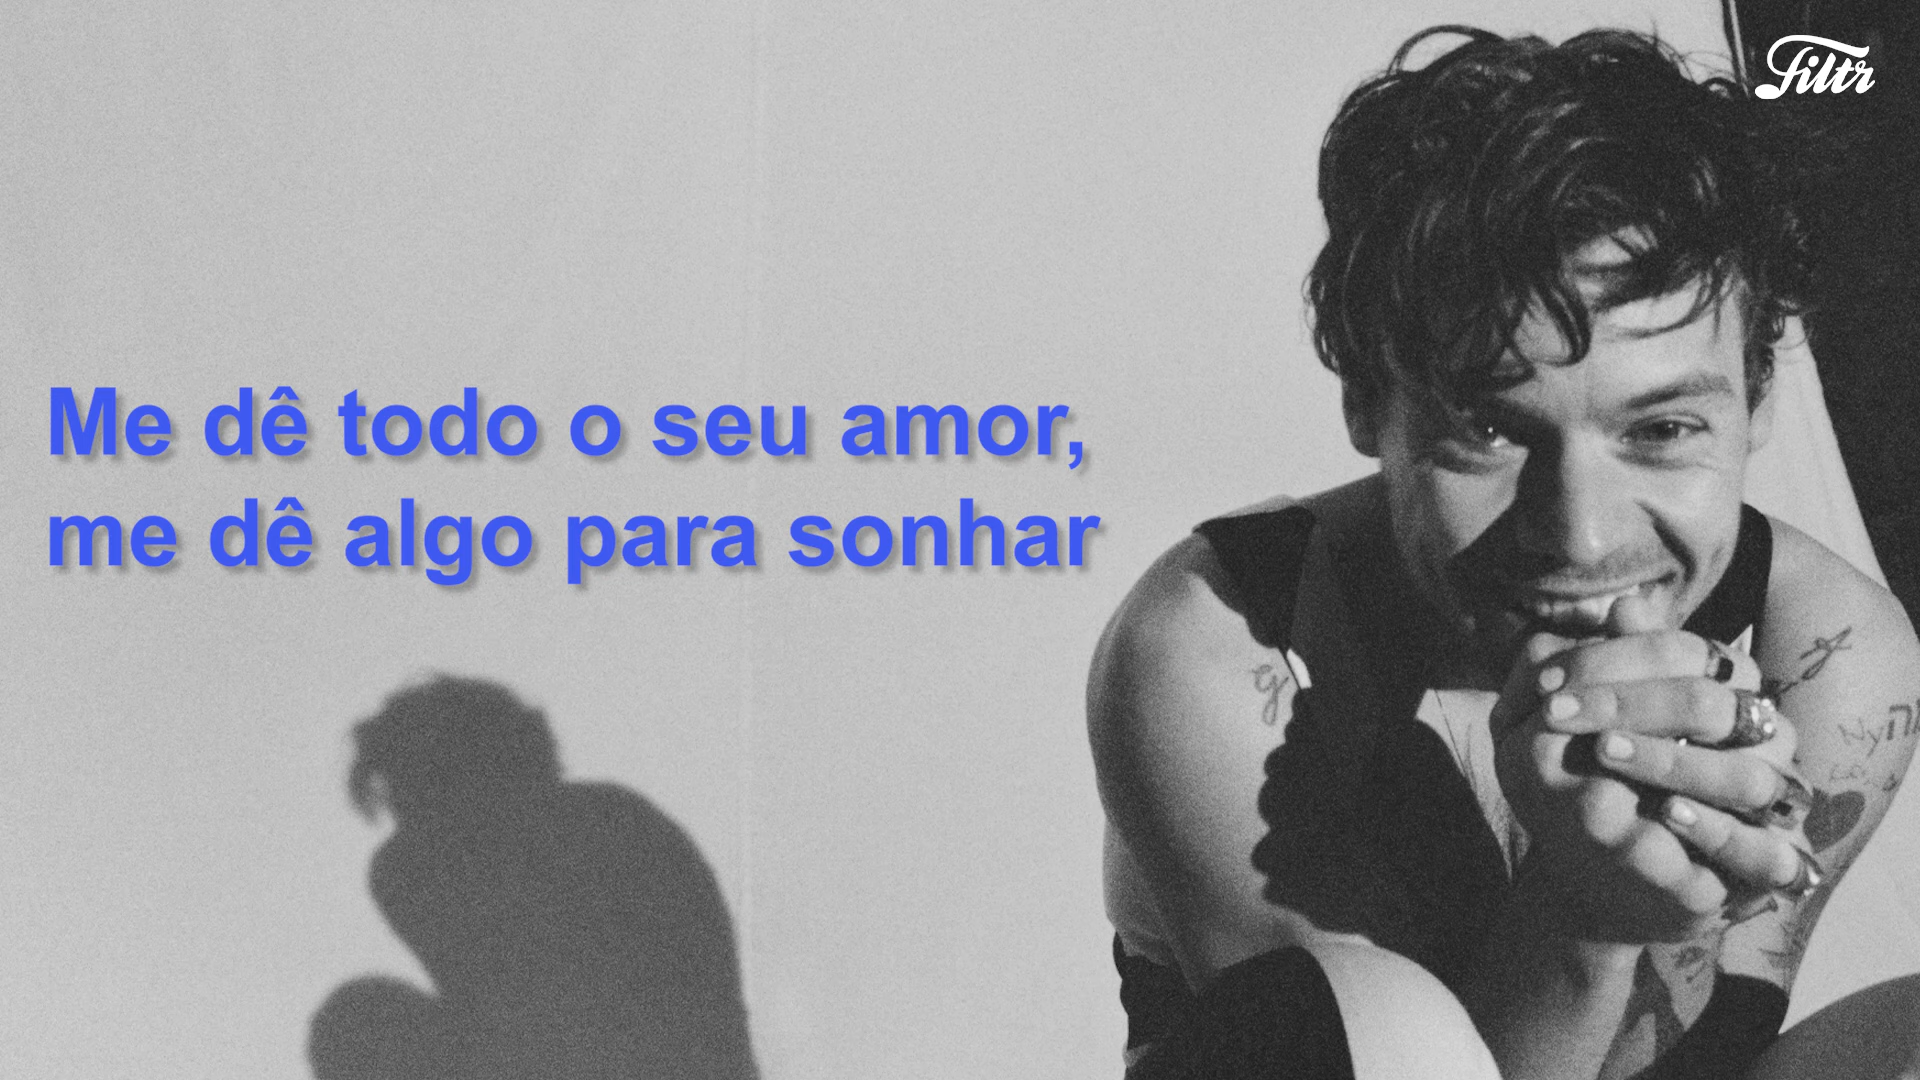 Filtr
Me dê todo o seu amor,
me dê algo para sonhar
g
A